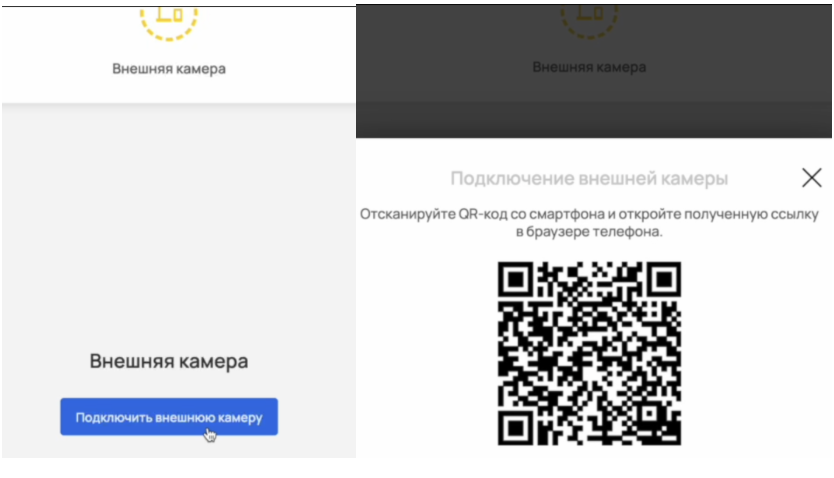 Внешняя камера
Внешняя камера
Подключить внешнюю камеру
Внешняя камера
Подключение внешней камеры
Отсканируйте QR-код со смартфона и откройте полученную ссылку
в браузере телефона.